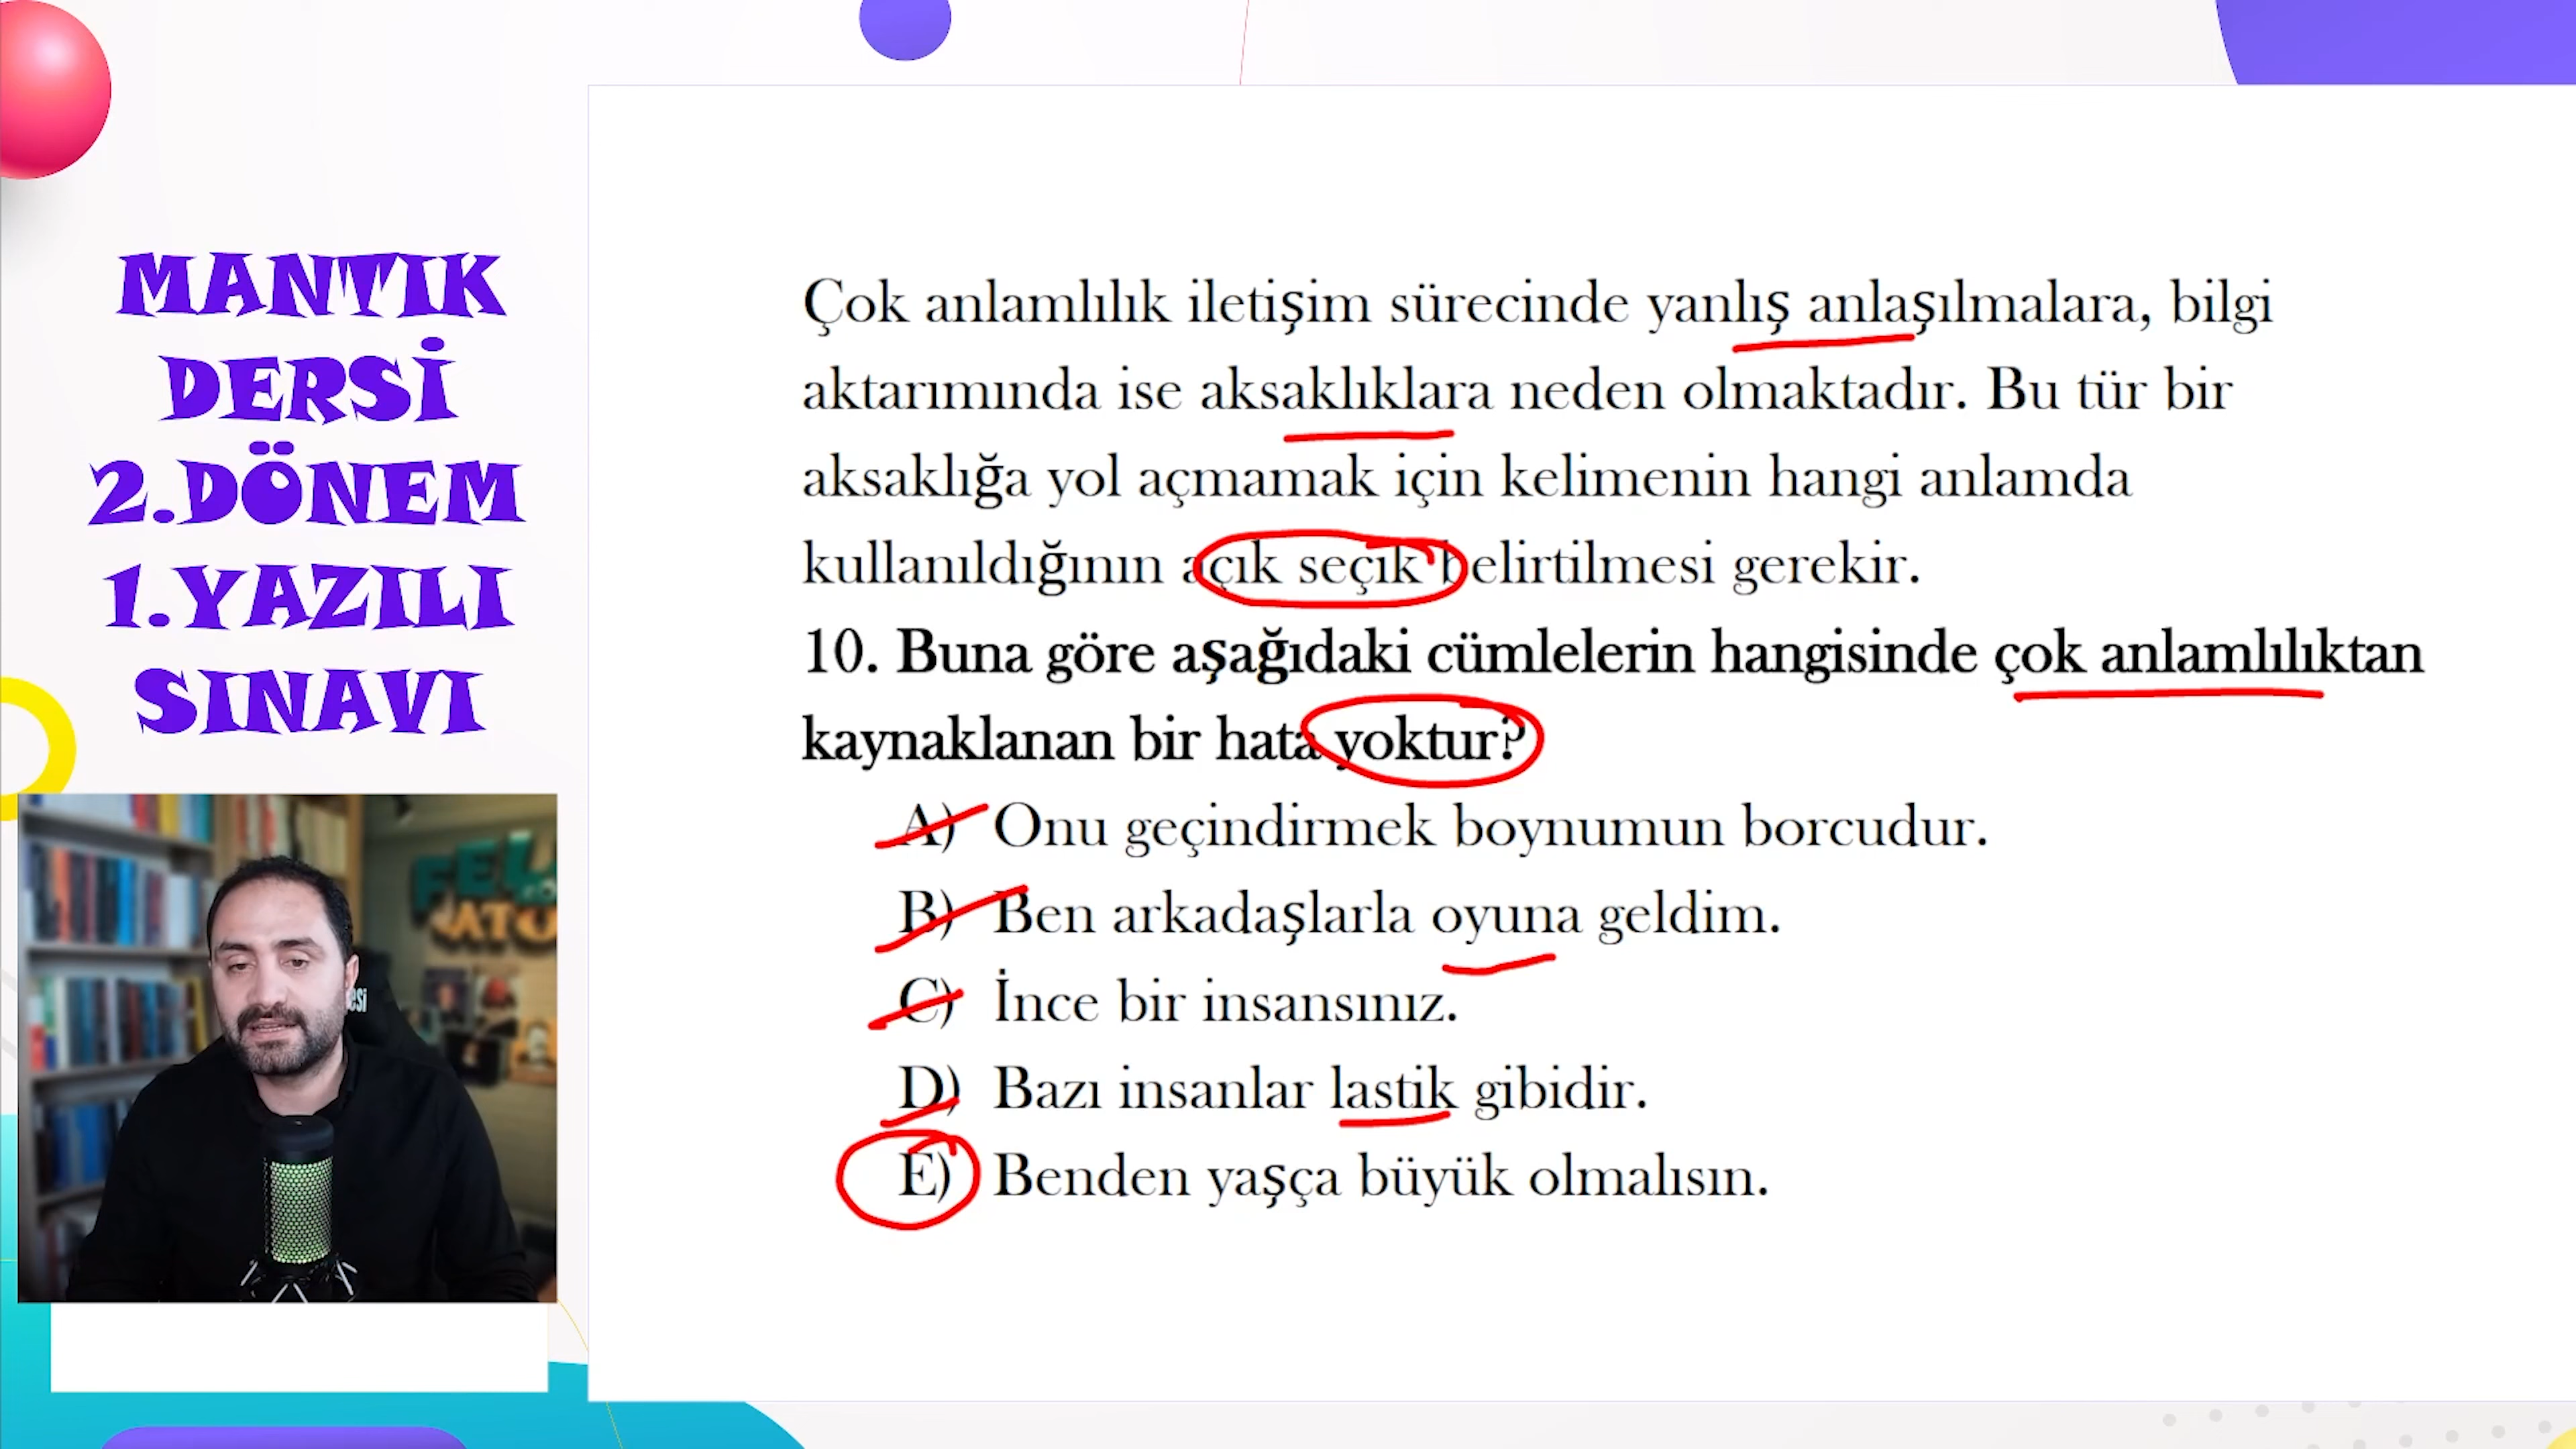 MANTIK
DERSİ
2.DÖNEM
1.YAZILI
SINAVI
Çok anlamlılık iletişim sürecinde yanlış anlaşılmalara, bilgi
aktarımında ise aksaklıklara neden olmaktadır. Bu tür bir
aksaklığa yol açmamak için kelimenin hangi anlamda
kullanıldığının açık seçik belirtilmesi gerekir.
10. Buna göre aşağıdaki cümlelerin hangisinde çok anlamlılıktan
kaynaklanan bir hata yoktur?
A) Onu geçindirmek boynumun borcudur.
B) Ben arkadaşlarla oyuna geldim.
C) İnce bir insansınız.
D) Bazı insanlar lastik gibidir.
E) Benden yaşça büyük olmalısın.